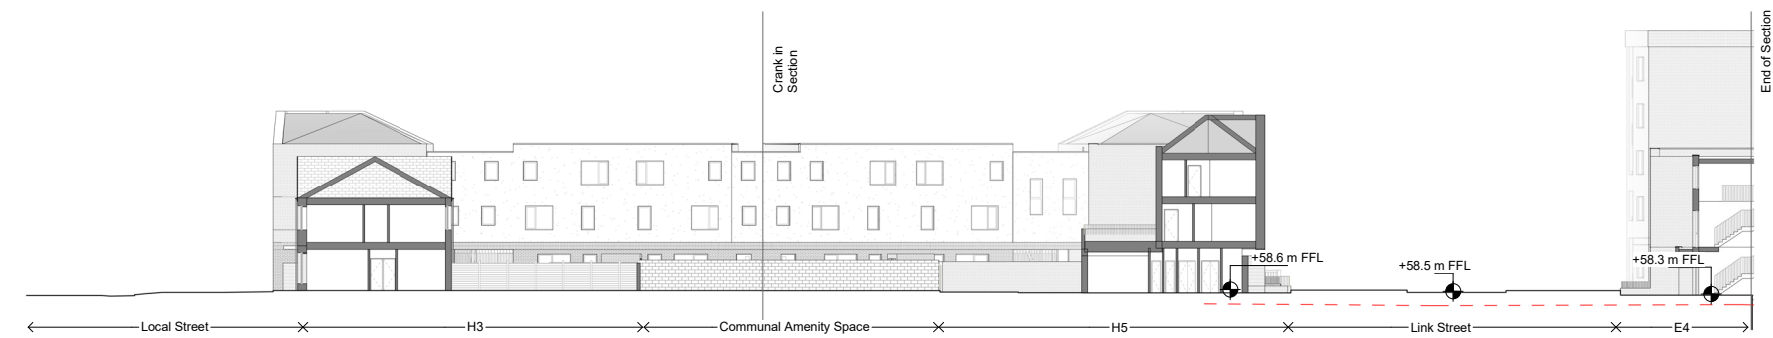 Crank in
Section
End of Section
+58.6 m FFL
+58.5 m FFL
+58.3 m FFL
Local Street
H3
Communal Amenity Space
H5
Link Street
E4